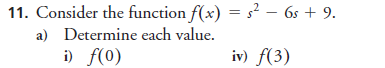 11. Consider the function f(x) = s² − 6s + 9.
a) Determine each value.
i) f(0) iv) f(3)